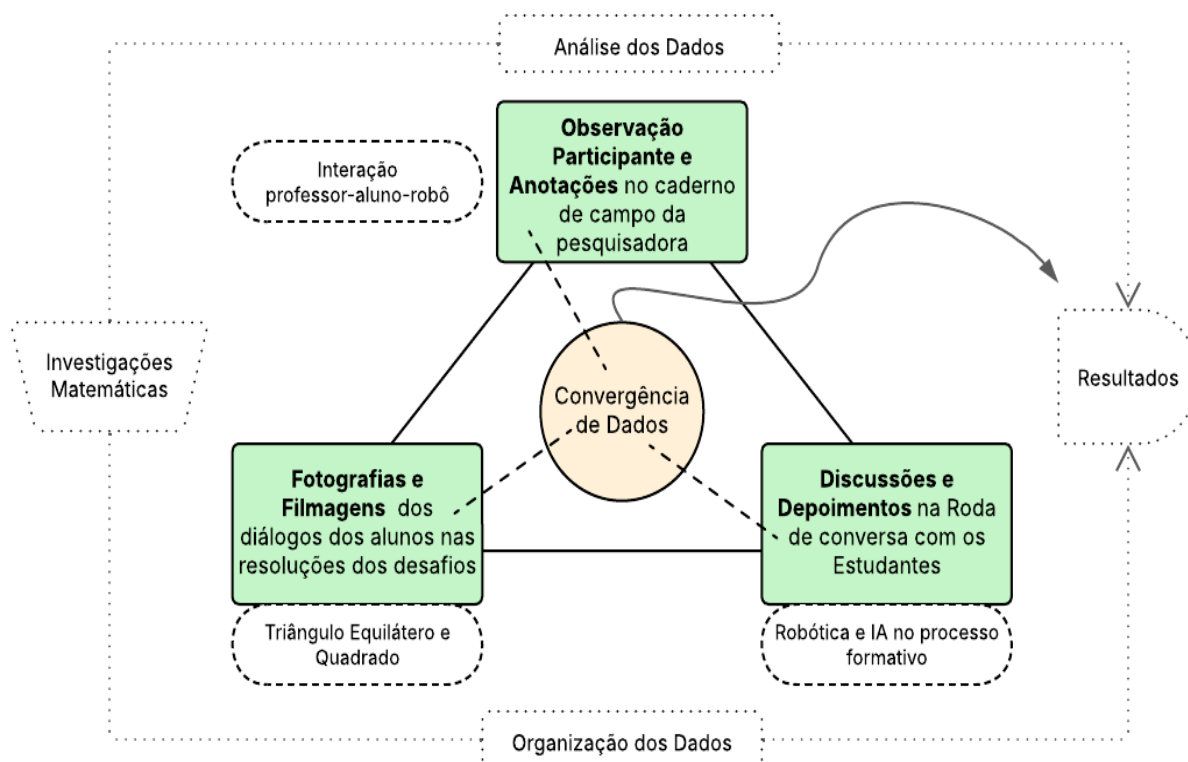 Análise dos Dados
Observação
Participante e
Anotações no caderno
de campo da
pesquisadora
Interação
professor-aluno-robô
Investigações
Matemáticas
Convergência
de Dados
Resultados
Fotografias e
Filmagens dos
diálogos dos alunos nas
resoluções dos desafios
Discussões e
Depoimentos na Roda
de conversa com os
Estudantes
Triângulo Equilátero e
Quadrado
Robótica e IA no processo
formativo
Organização dos Dados